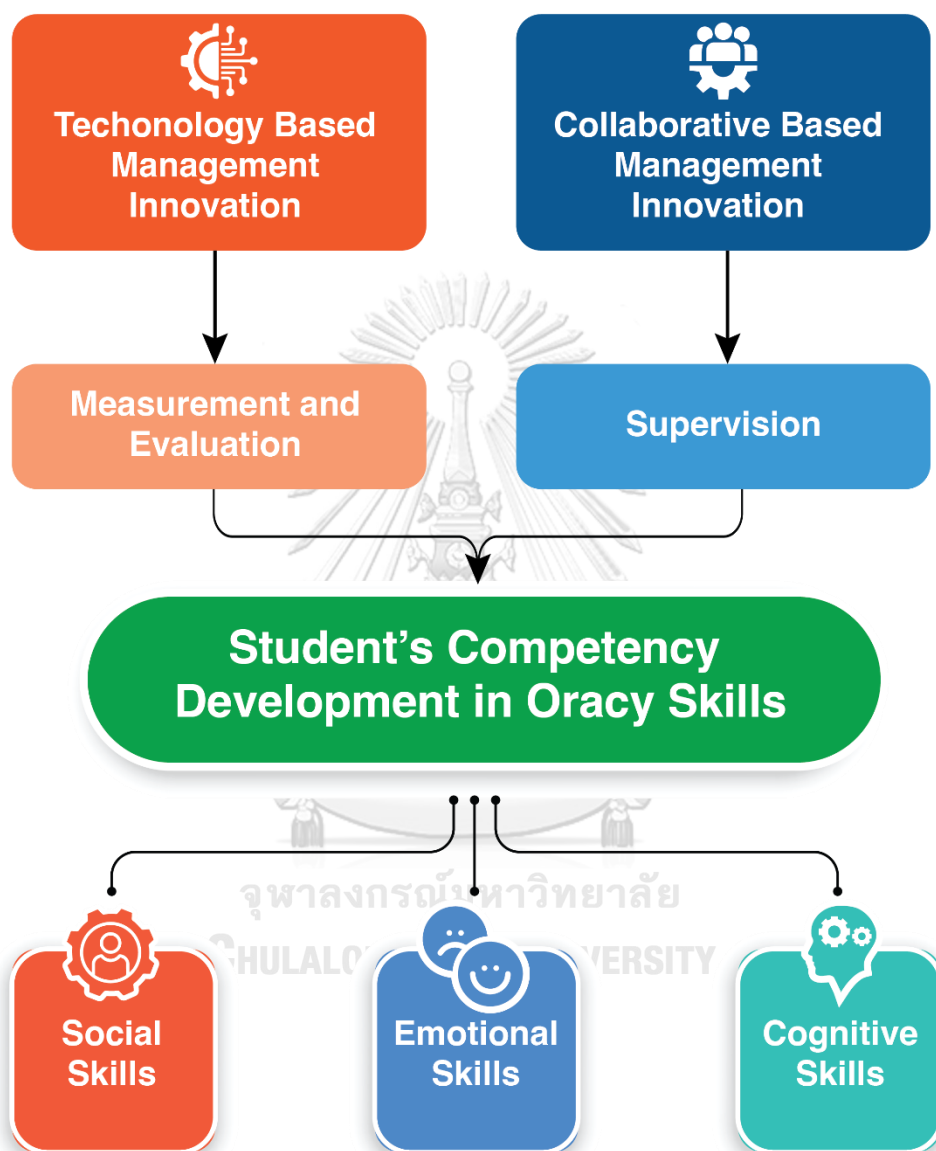 Techonology Based
Management
Innovation
Collaborative Based
Management
Innovation
Measurement and
Evaluation
Supervision
Student's Competency
Development in Oracy Skills
จุฬาลงกรณ์มหาวิทยาลัย
Social
Skills
Emotional
Skills
Cognitive
Skills